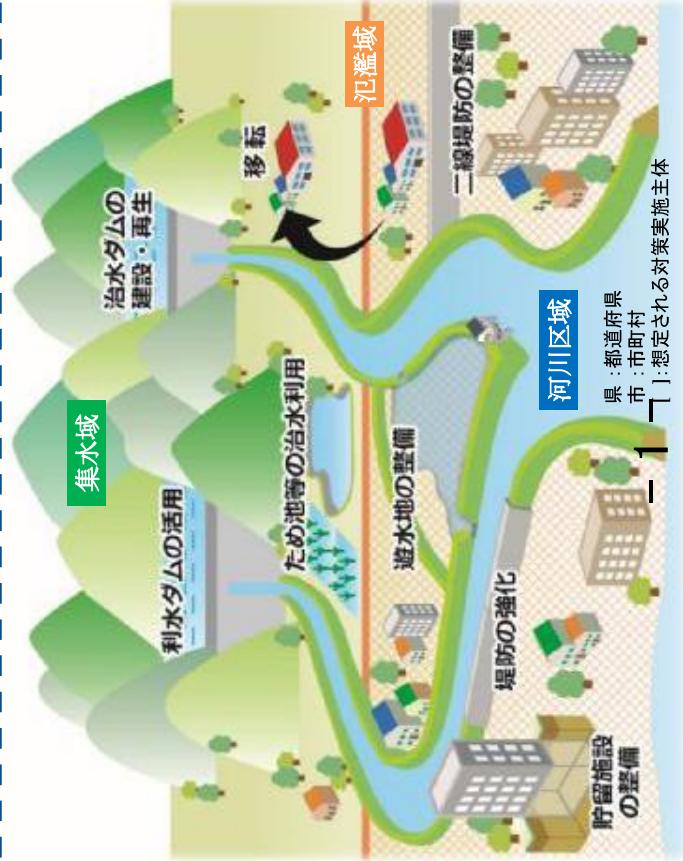 集水域
治水ダムの
建設・再生
利水ダムの活用
ため池等の治水利用
移転
氾濫域
遊水地の整備
二線堤防の整備
堤防の強化
河川区域
貯留施設
の整備
県：都道府県
市：市町村
[ ]：想定される対策実施主体
- 1 -